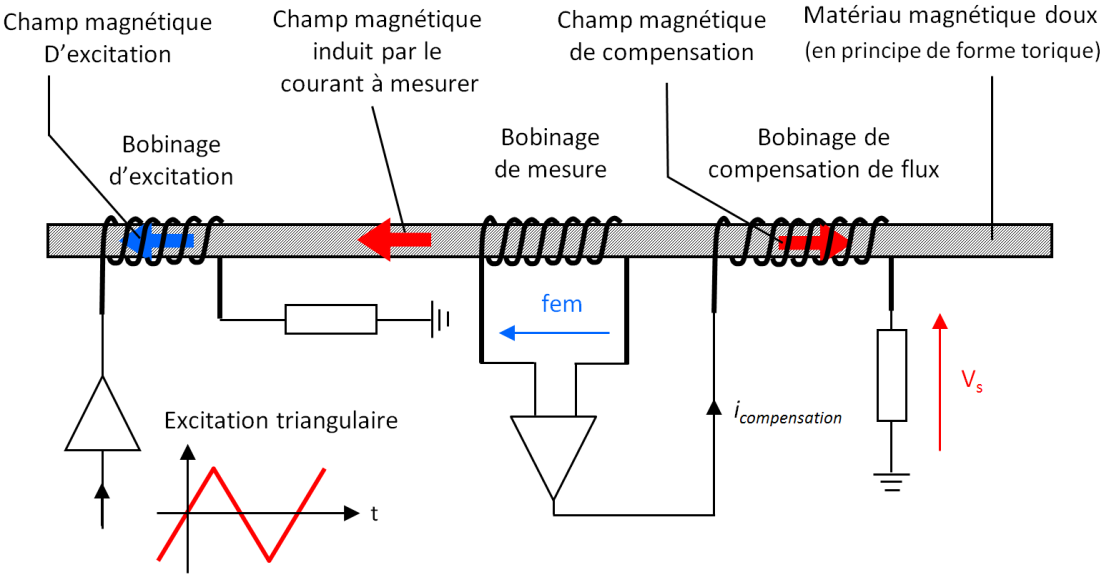 Champ magnétique
D’excitation
Champ magnétique
induit par le
courant à mesurer
Champ magnétique
de compensation
Matériau magnétique doux
(en principe de forme torique)
Bobinage
d’excitation
Bobinage
de mesure
Bobinage de
compensation de flux
fem
Vs
icompensation
Excitation triangulaire
t